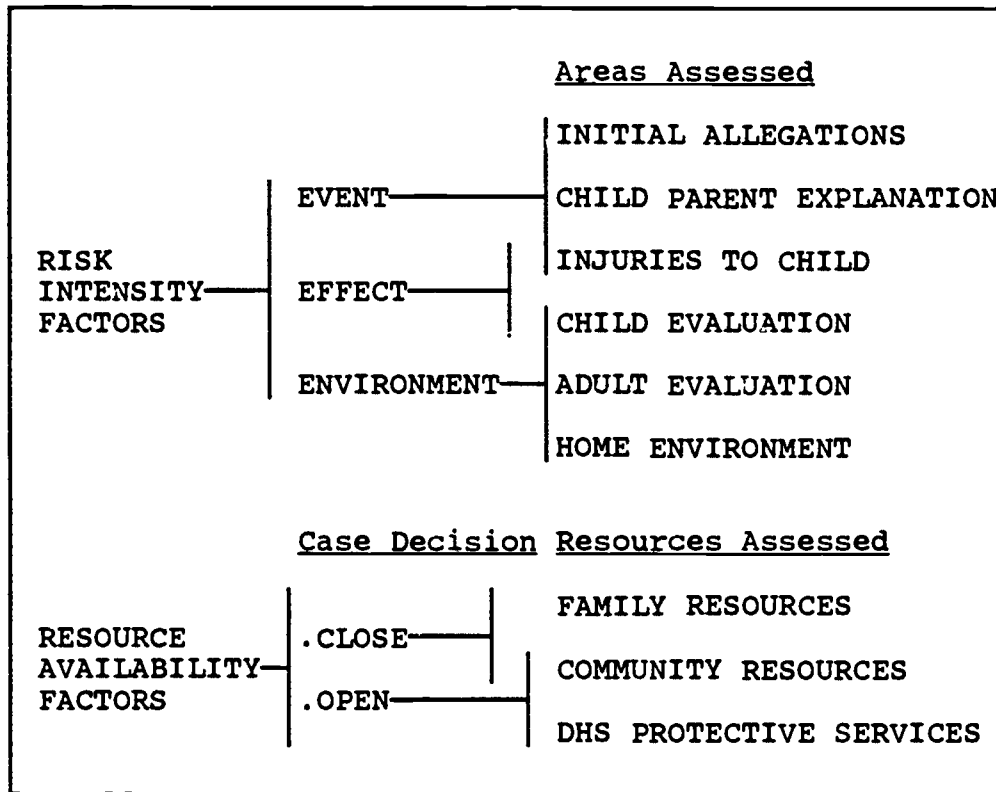 Areas Assessed
INITIAL ALLEGATIONS
EVENT
CHILD PARENT EXPLANATION
RISK
INTENSITY
FACTORS
EFFECT
INJURIES TO CHILD
CHILD EVALUATION
ENVIRONMENT
ADULT EVALUATION
HOME ENVIRONMENT
Case Decision
Resources Assessed
RESOURCE
AVAILABILITY
FACTORS
.CLOSE
FAMILY RESOURCES
COMMUNITY RESOURCES
.OPEN
DHS PROTECTIVE SERVICES